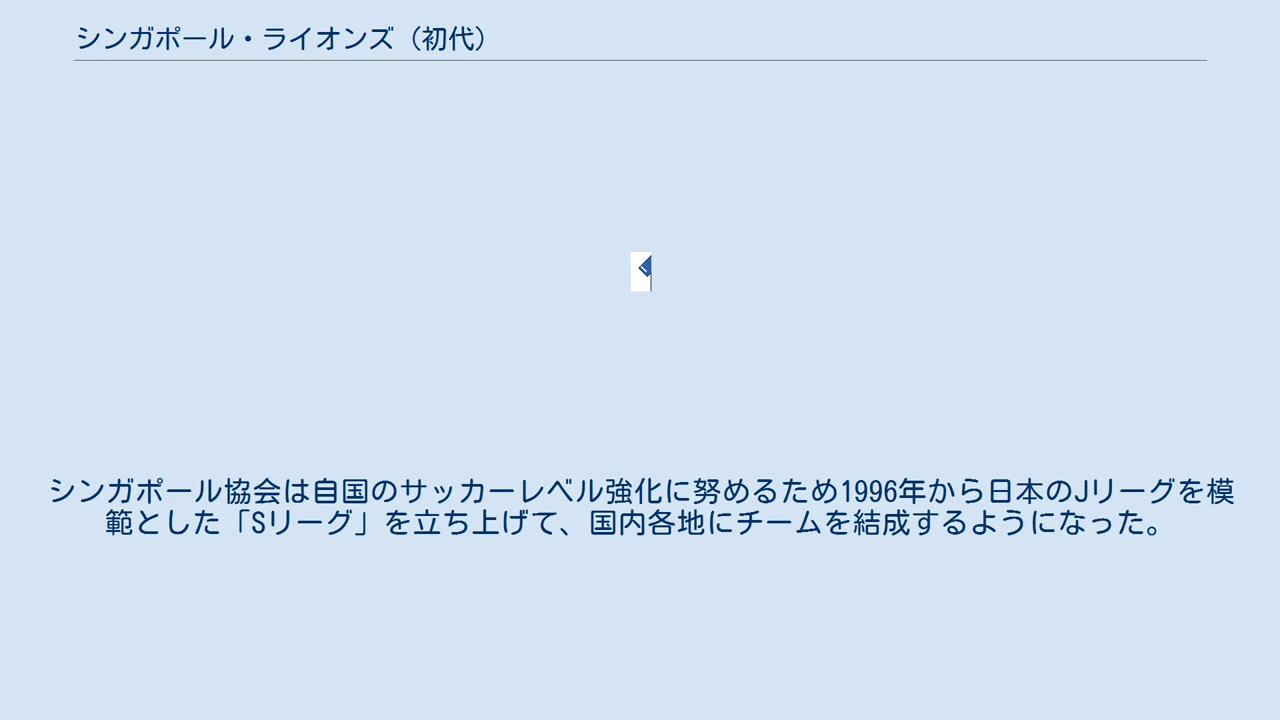 シンガポール・ライオンズ（初代）
シンガポール協会は自国のサッカーレベル強化に努めるため1996年から日本のJリーグを模
範とした「Sリーグ」を立ち上げて、国内各地にチームを結成するようになった。